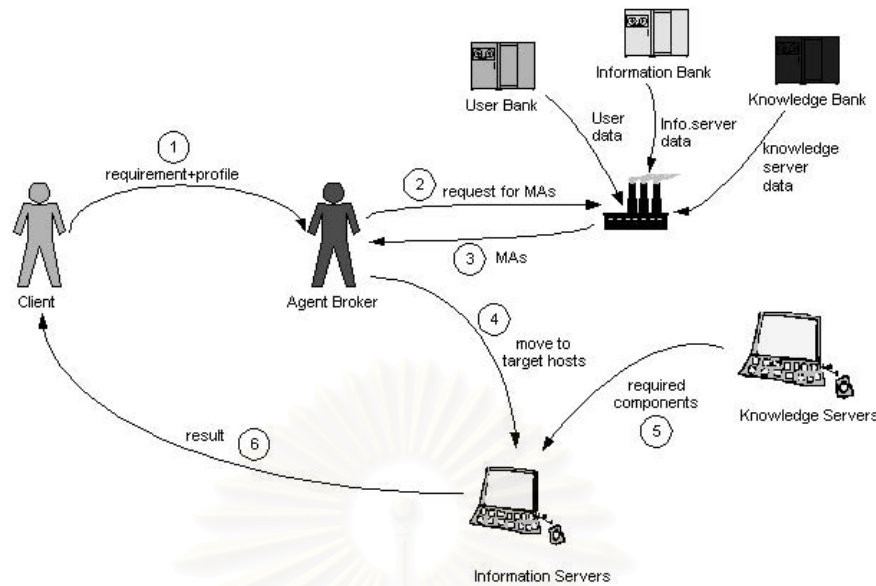 Information Bank
User Bank
Knowledge Bank
User
data
Info.server
data
knowledge
server
data
1
requirement+profile
2
request for MAs
3
MAs
Client
Agent Broker
4
move to
target hosts
required
components
5
Knowledge Servers
result
6
Information Servers